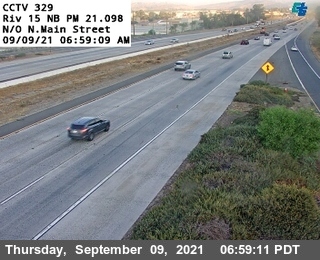 CCTV 329
Riv 15 NB PM 21.098
N/O N.Main Street
09/09/21 06:59:09 AM
Thursday, September 09, 2021 06:59:11 PDT